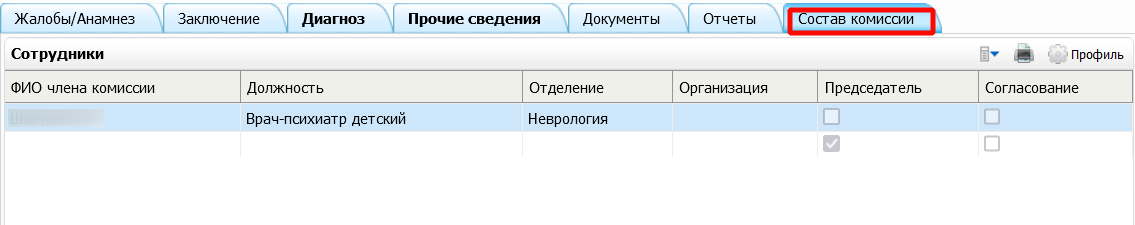 Жалобы/Анамнез Заключение Диагноз Прочие сведения Документы Отчеты Состав комиссии
Сотрудники Профиль
ФИО члена комиссии Должность Отделение Организация Председатель Согласование
Врач-психиатр детский Неврология